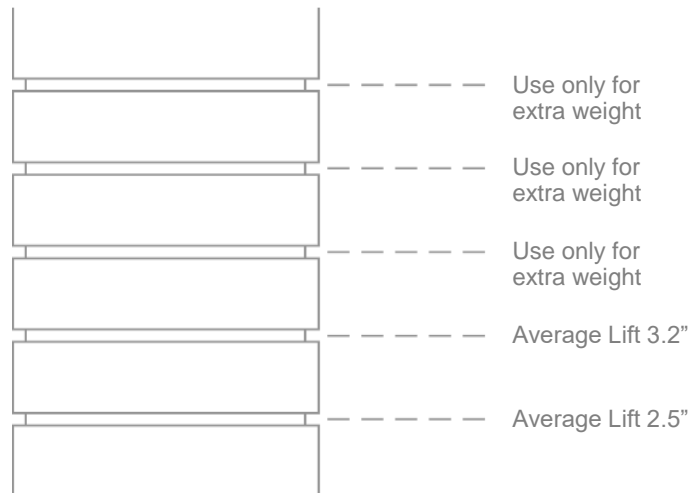 Use only for
extra weight
Use only for
extra weight
Use only for
extra weight
Average Lift 3.2”
Average Lift 2.5”